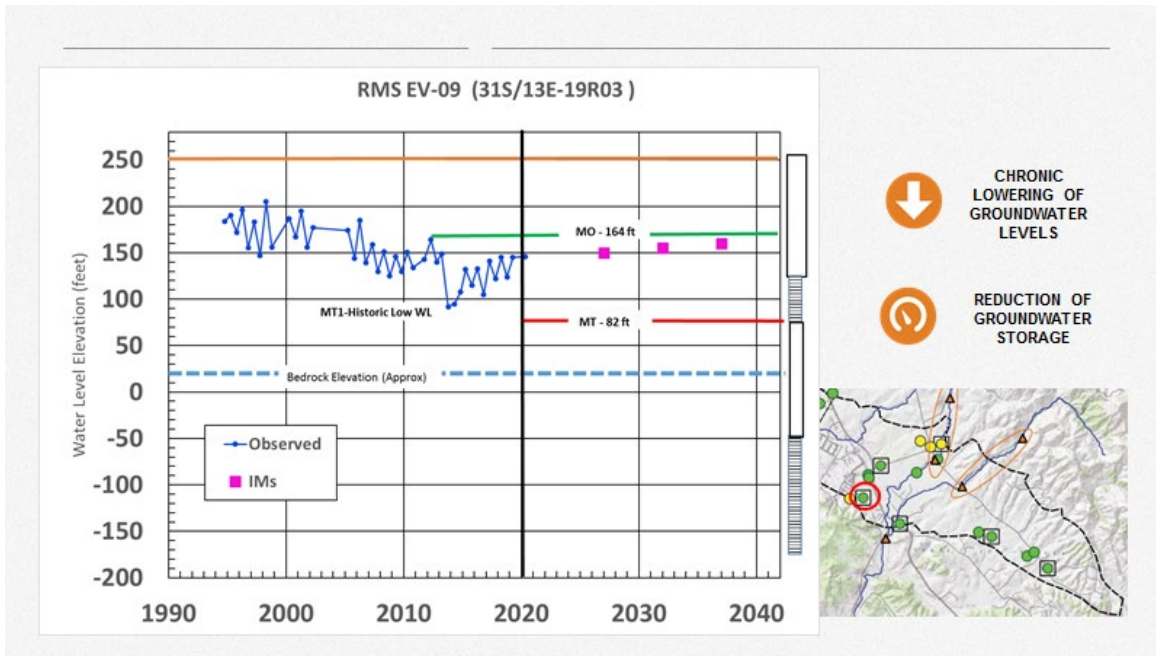 RMS EV-09 (31S/13E-19R03 )
Water Level Elevation (feet)
250
200
150
100
50
0
-50
-100
-150
-200
MO - 164 ft
MT1-Historic Low WL
MT - 82 ft
Bedrock Elevation (Approx)
Observed
IMs
1990
2000
2010
2020
2030
2040
CHRONIC
LOWERING OF
GROUNDWATER
LEVELS
REDUCTION OF
GROUNDWATER
STORAGE